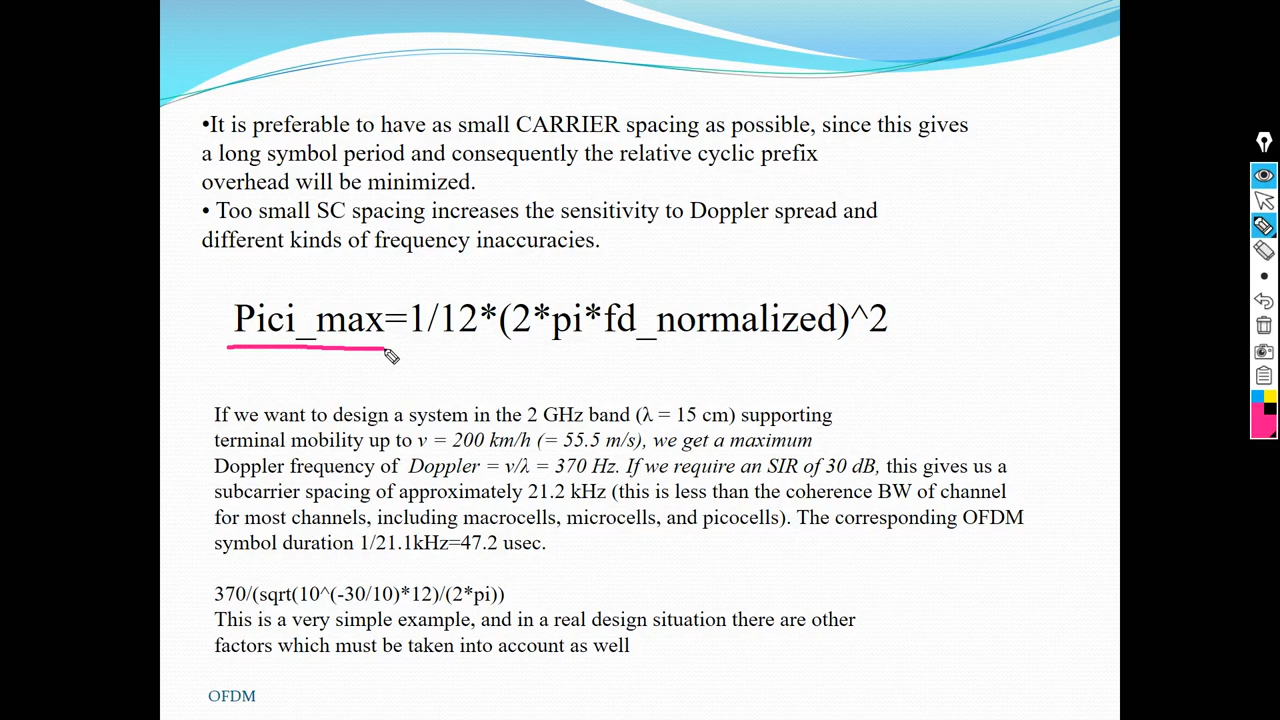 •It is preferable to have as small CARRIER spacing as possible, since this gives
a long symbol period and consequently the relative cyclic prefix
overhead will be minimized.
• Too small SC spacing increases the sensitivity to Doppler spread and
different kinds of frequency inaccuracies.
Pici_max=1/12*(2*pi*fd_normalized)^2
If we want to design a system in the 2 GHz band (λ = 15 cm) supporting
terminal mobility up to v = 200 km/h (= 55.5 m/s), we get a maximum
Doppler frequency of Doppler = v/λ = 370 Hz. If we require an SIR of 30 dB, this gives us a
subcarrier spacing of approximately 21.2 kHz (this is less than the coherence BW of channel
for most channels, including macrocells, microcells, and picocells). The corresponding OFDM
symbol duration 1/21.1kHz=47.2 usec.
370/(sqrt(10^(-30/10)*12)/(2*pi))
This is a very simple example, and in a real design situation there are other
factors which must be taken into account as well
OFDM